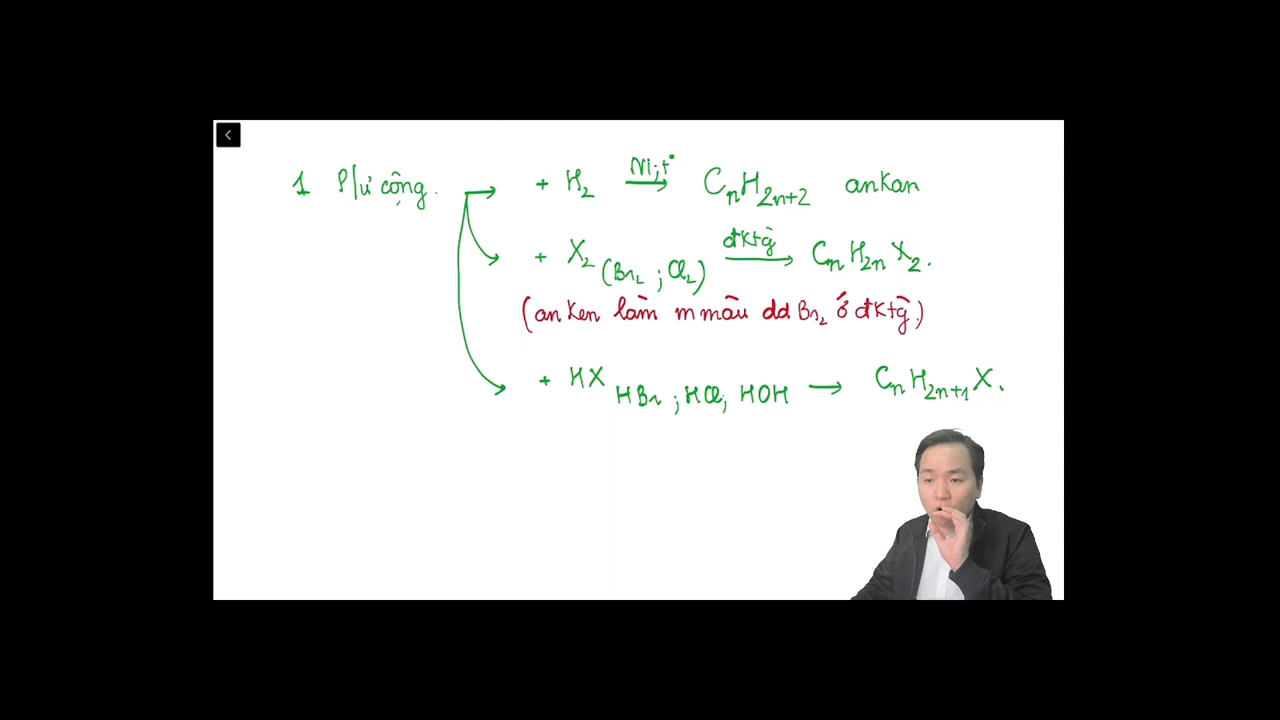 1 P/ư cộng. + H₂ Ni,t° → CₙH₂ₙ₊₂ ankan
+ X₂ (Br₂ ; Cl₂) đktg̀ → CₙH₂ₙX₂.
(anken làm m màu dd Br₂ ở đktg̀)
+ HX HBr ; HCl; HOH → CₙH₂ₙ₊₁X.